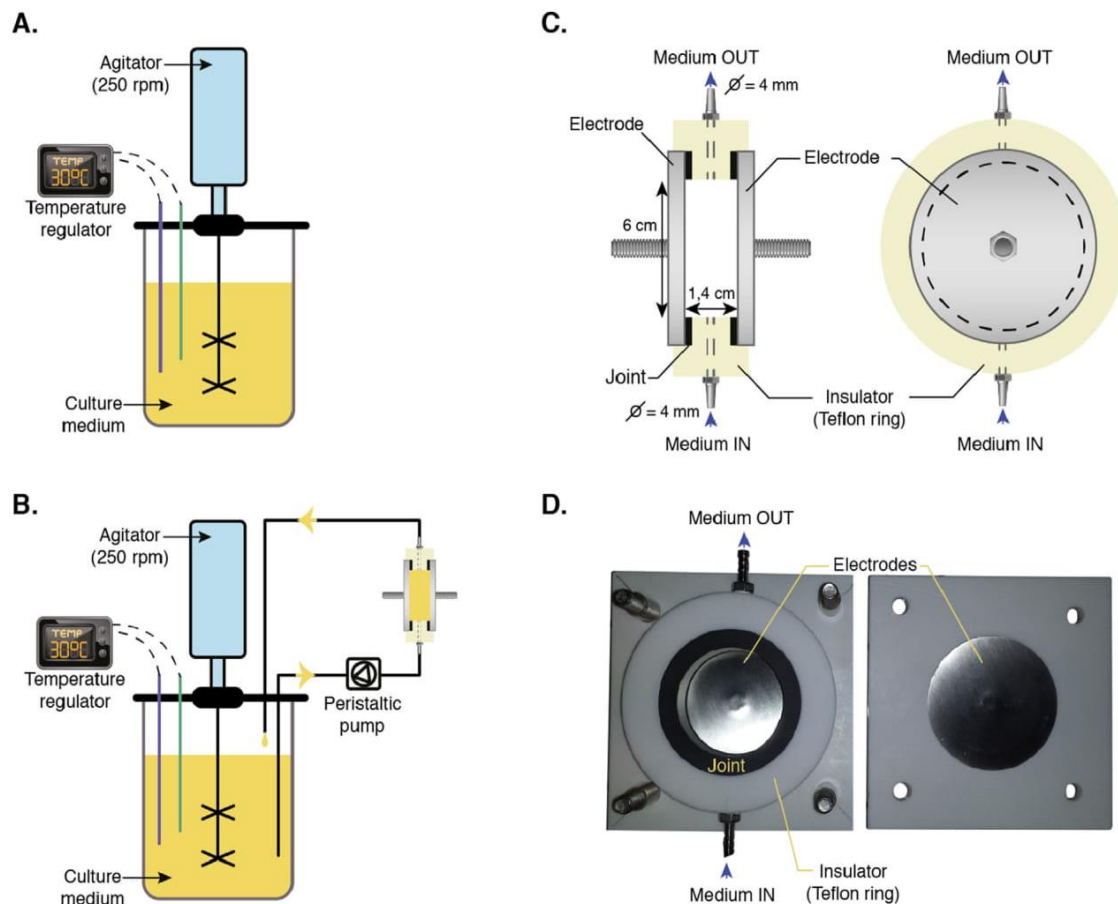 A.
Agitator
(250 rpm)
TEMP
30ºC
Temperature
regulator
Culture
medium
B.
Agitator
(250 rpm)
TEMP
30ºC
Temperature
regulator
Peristaltic
pump
Culture
medium
C.
Medium OUT
Ø = 4 mm
Electrode
6 cm
1,4 cm
Joint
Ø = 4 mm
Medium IN
Medium OUT
Electrode
Insulator
(Teflon ring)
Medium IN
D.
Medium OUT
Electrodes
Joint
Insulator
(Teflon ring)
Medium IN